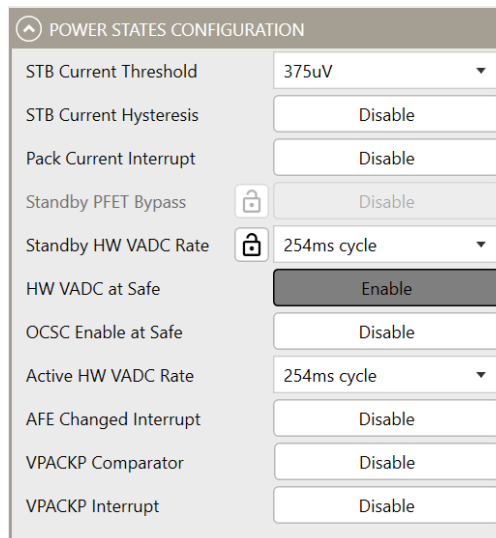 POWER STATES CONFIGURATION
STB Current Threshold 375uV
STB Current Hysteresis Disable
Pack Current Interrupt Disable
Standby PFET Bypass Disable
Standby HW VADC Rate 254ms cycle
HW VADC at Safe Enable
OCSC Enable at Safe Disable
Active HW VADC Rate 254ms cycle
AFE Changed Interrupt Disable
VPACKP Comparator Disable
VPACKP Interrupt Disable